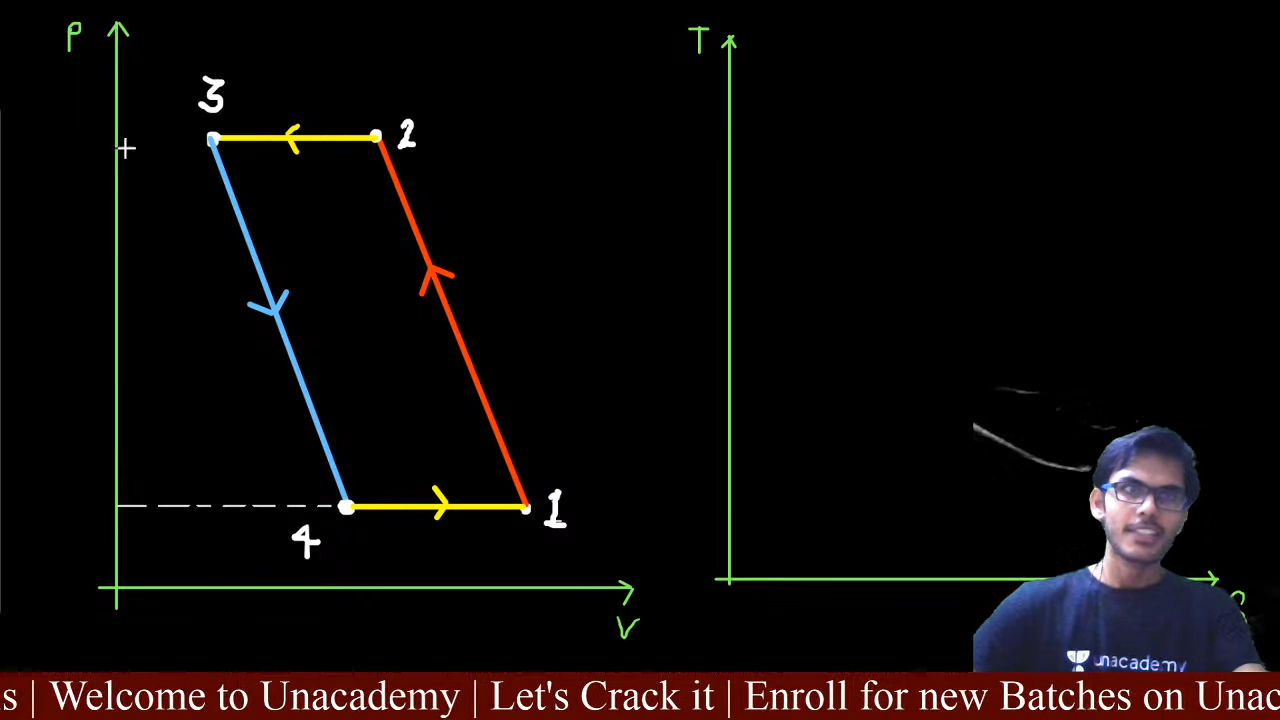 P
T
3
2
4
1
V
unacademy
s | Welcome to Unacademy | Let's Crack it | Enroll for new Batches on Unac